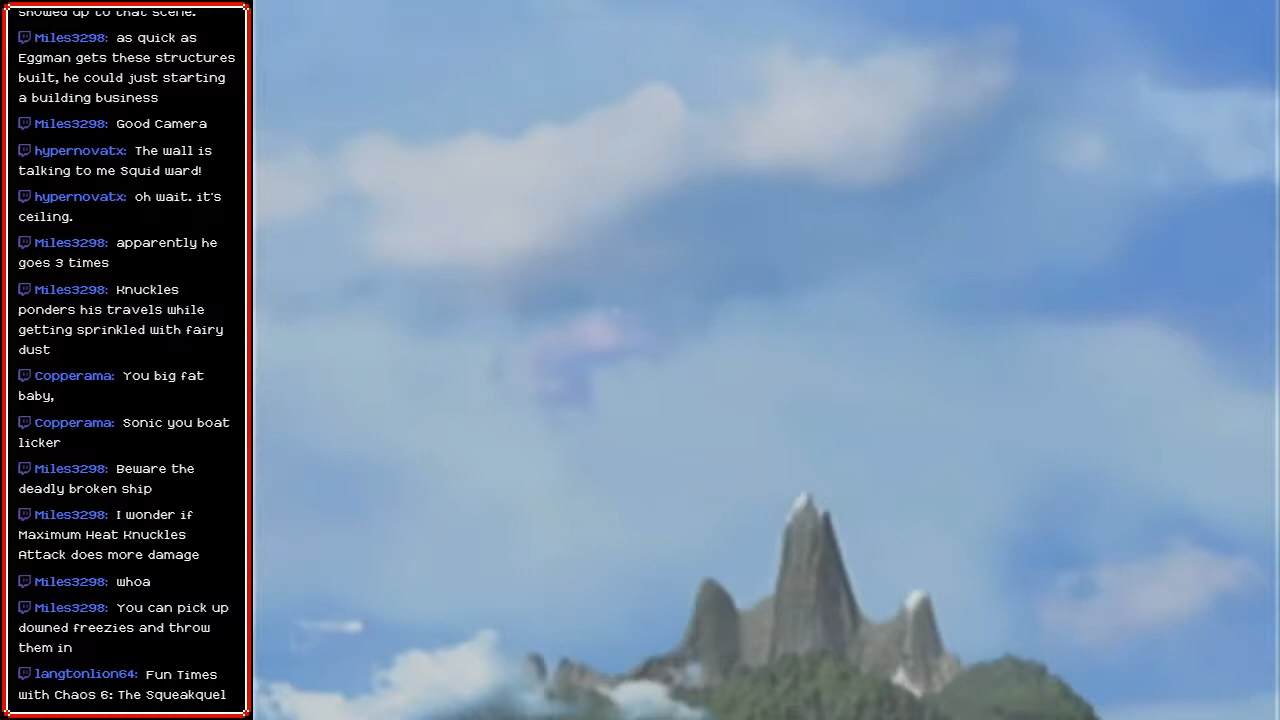 showed up to that scene.
Miles3298: as quick as
Eggman gets these structures
built, he could just starting
a building business
Miles3298: Good Camera
hypernovatx: The wall is
talking to me Squid ward!
hypernovatx: oh wait. it's
ceiling.
Miles3298: apparently he
goes 3 times
Miles3298: Knuckles
ponders his travels while
getting sprinkled with fairy
dust
Copperama: You big fat
baby,
Copperama: Sonic you boat
licker
Miles3298: Beware the
deadly broken ship
Miles3298: I wonder if
Maximum Heat Knuckles
Attack does more damage
Miles3298: whoa
Miles3298: You can pick up
downed freezies and throw
them in
langtonlion64: Fun Times
with Chaos 6: The Squeakquel